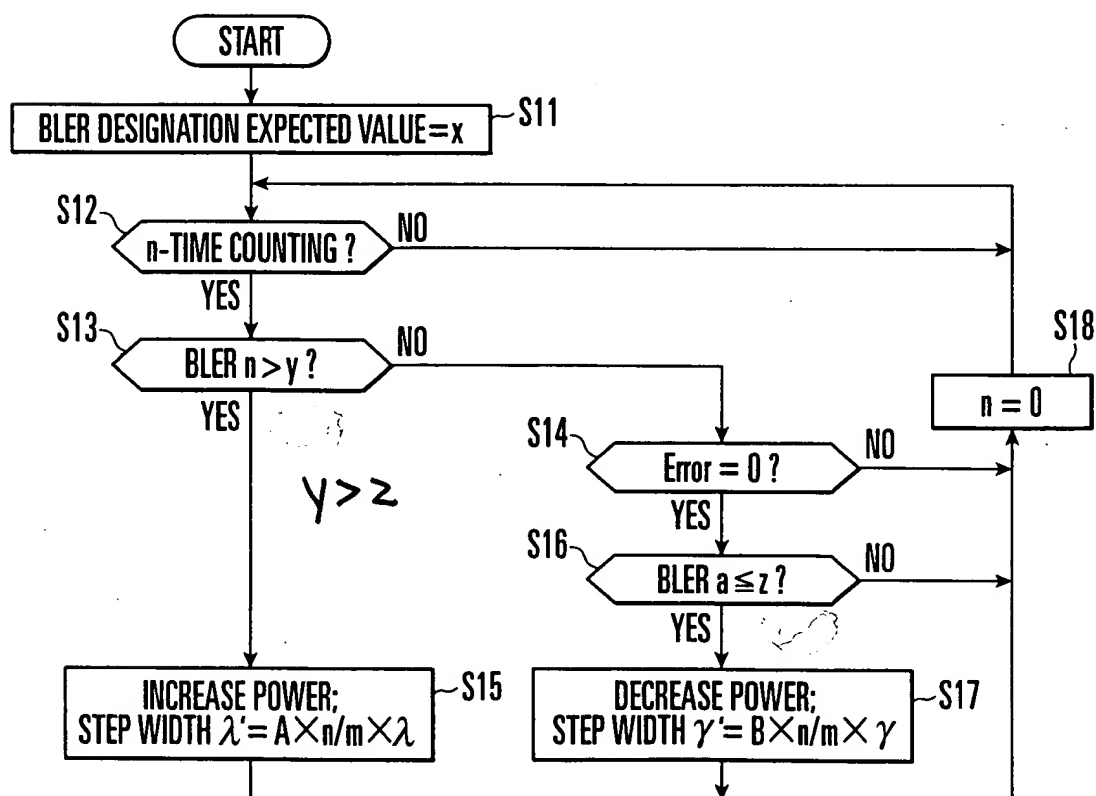 START
BLER DESIGNATION EXPECTED VALUE=x
S11
S12
n-TIME COUNTING ?
NO
YES
S13
BLER n > y ?
NO
YES
S18
n = 0
S14
Error = 0 ?
NO
YES
y>z
S16
BLER a ≦ z ?
NO
YES
INCREASE POWER;
STEP WIDTH λ'= A×n/m×λ
S15
DECREASE POWER;
STEP WIDTH γ'= B×n/m× γ
S17